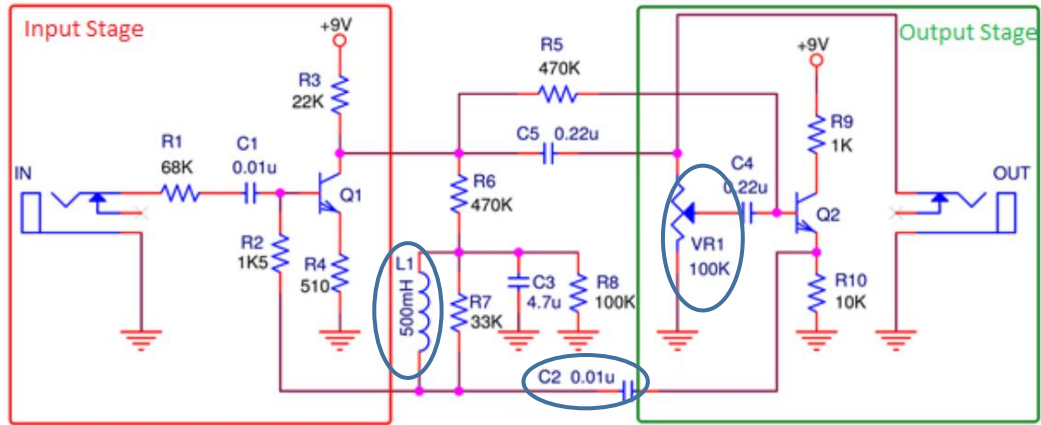 Input Stage
Output Stage
+9V
R3
22K
R5
470K
+9V
R9
1K
IN
R1
68K
C1
0.01u
C5 0.22u
C4
0.22u
OUT
Q1
R6
470K
Q2
R2
1K5
R4
510
L1
500mH
C3
4.7u
R8
100K
VR1
100K
R10
10K
R7
33K
C2 0.01u